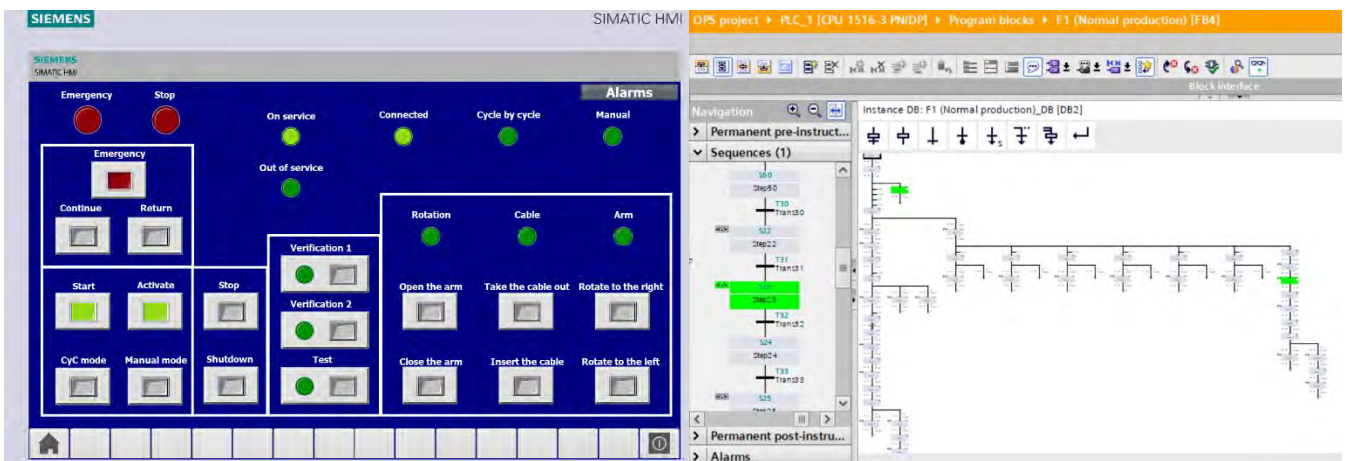 SIEMENS
SIMATIC HMI
SIEMENS
SIMATIC HMI
Alarms
Emergency
Stop
On service
Connected
Cycle by cycle
Manual
Out of service
Emergency
Continue
Return
Rotation
Cable
Arm
Verification 1
Start
Activate
Stop
Open the arm
Take the cable out
Rotate to the right
Verification 2
CyC mode
Manual mode
Shutdown
Test
Close the arm
Insert the cable
Rotate to the left
OPS project ▸ PLC_1 [CPU 1516-3 PN/DP] ▸ Program blocks ▸ F1 (Normal production) [FB4]
Block interface
Navigation
Instance DB: F1 (Normal production)_DB [DB2]
Permanent pre-instruct...
Sequences (1)
S50
Step50
T30
Trans30
S22
Step22
T31
Trans31
T32
Trans32
S24
Step24
T33
Trans33
S25
Permanent post-instru...
Alarms